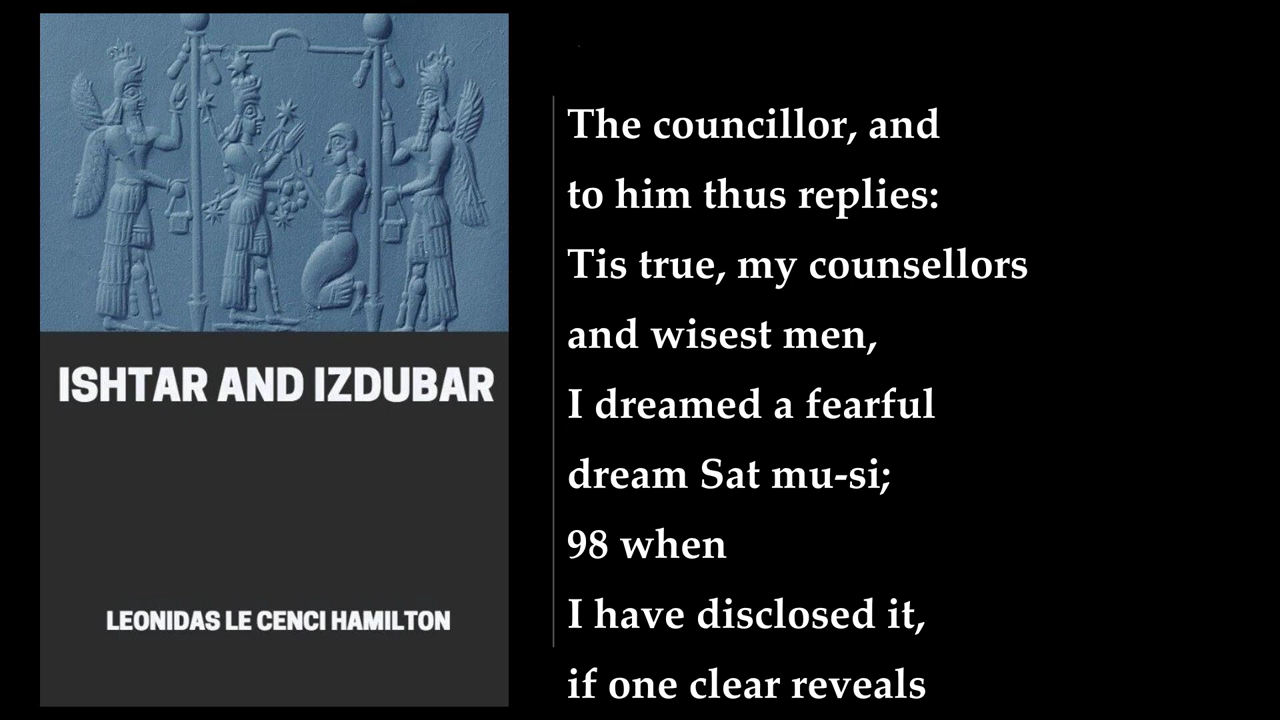 ISHTAR AND IZDUBAR
LEONIDAS LE CENCI HAMILTON
The councillor, and
to him thus replies:
Tis true, my counsellors
and wisest men,
I dreamed a fearful
dream Sat mu-si;
98 when
I have disclosed it,
if one clear reveals